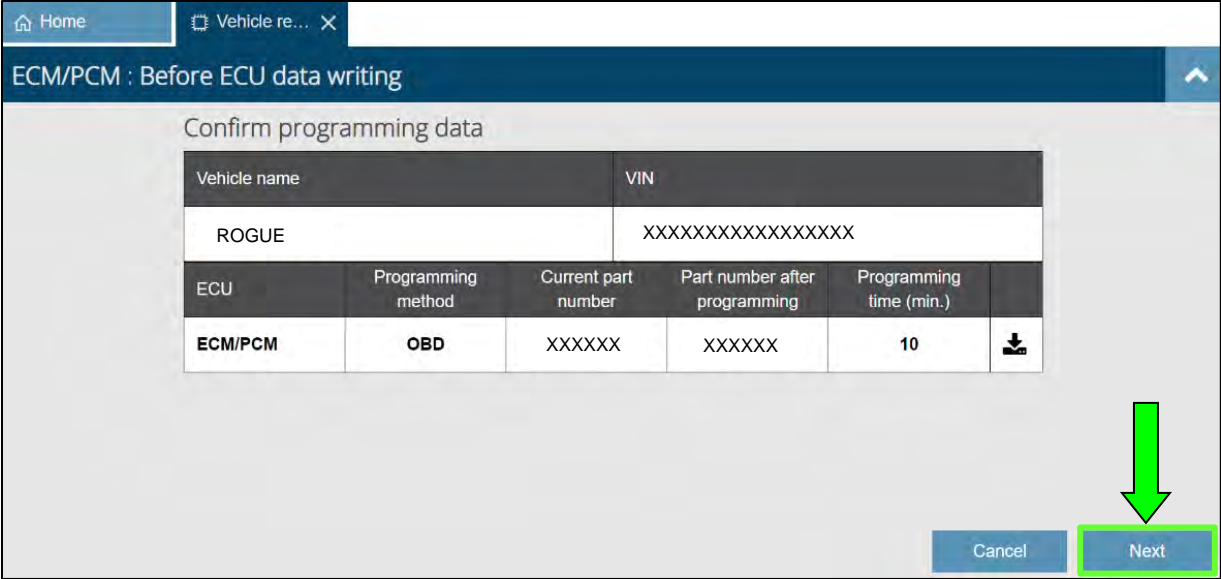 Home
Vehicle re...
ECM/PCM : Before ECU data writing
Confirm programming data
Vehicle name VIN
ROGUE XXXXXXXXXXXXXXXXX
ECU Programming method Current part number Part number after programming Programming time (min.)
ECM/PCM OBD XXXXXX XXXXXX 10
Cancel Next